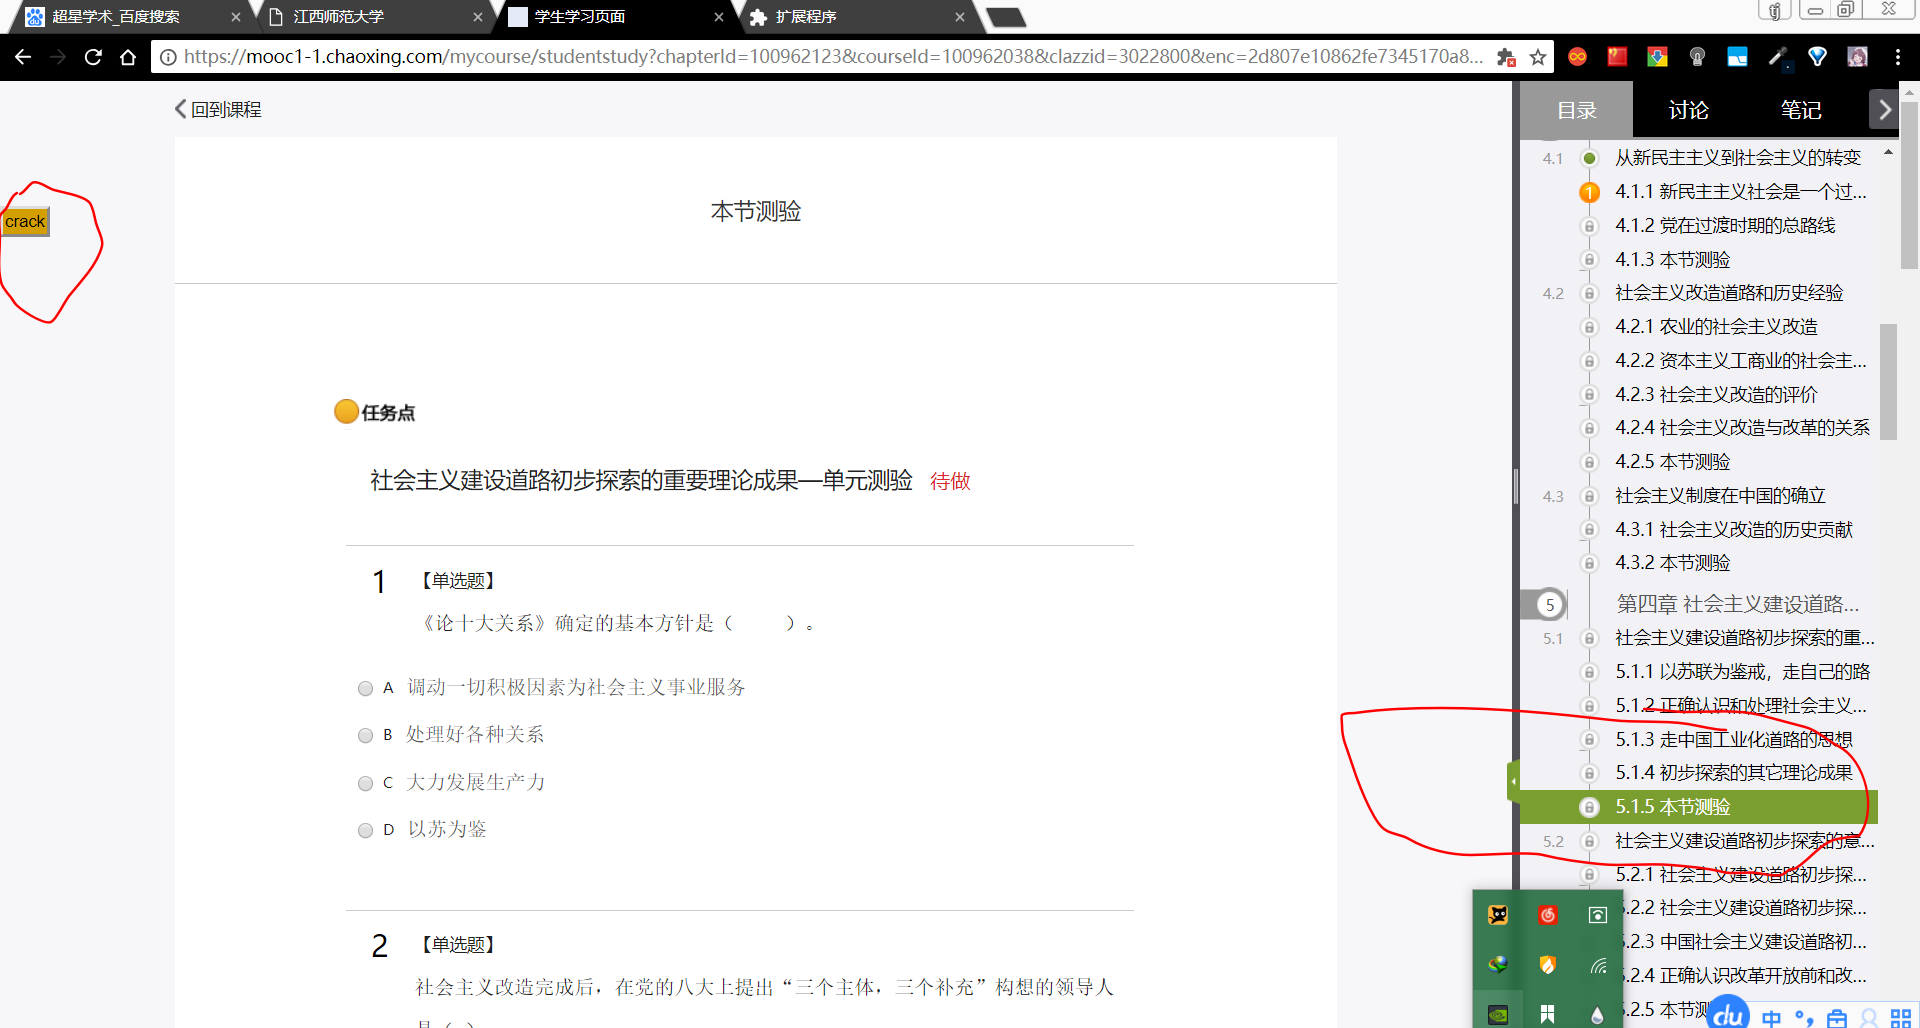 超星学术_百度搜索
江西师范大学
学生学习页面
扩展程序
https://mooc1-1.chaoxing.com/mycourse/studentstudy?chapterId=100962123&courseId=100962038&clazzid=3022800&enc=2d807e10862fe7345170a8...
回到课程
目录 讨论 笔记
crack
本节测验
任务点
社会主义建设道路初步探索的重要理论成果—单元测验 待做
1 【单选题】
《论十大关系》确定的基本方针是（ ）。
A 调动一切积极因素为社会主义事业服务
B 处理好各种关系
C 大力发展生产力
D 以苏为鉴
2 【单选题】
社会主义改造完成后，在党的八大上提出“三个主体，三个补充”构想的领导人
是（ ）
4.1 从新民主主义到社会主义的转变
1 4.1.1 新民主主义社会是一个过...
4.1.2 党在过渡时期的总路线
4.1.3 本节测验
4.2 社会主义改造道路和历史经验
4.2.1 农业的社会主义改造
4.2.2 资本主义工商业的社会主...
4.2.3 社会主义改造的评价
4.2.4 社会主义改造与改革的关系
4.2.5 本节测验
4.3 社会主义制度在中国的确立
4.3.1 社会主义改造的历史贡献
4.3.2 本节测验
5 第四章 社会主义建设道路...
5.1 社会主义建设道路初步探索的重...
5.1.1 以苏联为鉴戒，走自己的路
5.1.2 正确认识和处理社会主义...
5.1.3 走中国工业化道路的思想
5.1.4 初步探索的其它理论成果
5.1.5 本节测验
5.2 社会主义建设道路初步探索的意...
5.2.1 社会主义建设道路初步探...
.2.2 社会主义建设道路初步探...
.2.3 中国社会主义建设道路初...
.2.4 正确认识改革开放前和改...
.2.5 本节测
du 中